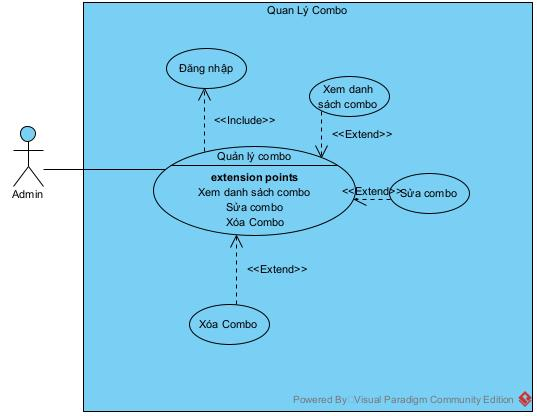 Quan Lý Combo
Đăng nhập
Xem danh
sách combo
<<Include>>
<<Extend>>
Quản lý combo
extension points
Xem danh sách combo
Sửa combo
Xóa Combo
<<Extend>>
Sửa combo
Admin
<<Extend>>
Xóa Combo
Powered By: Visual Paradigm Community Edition